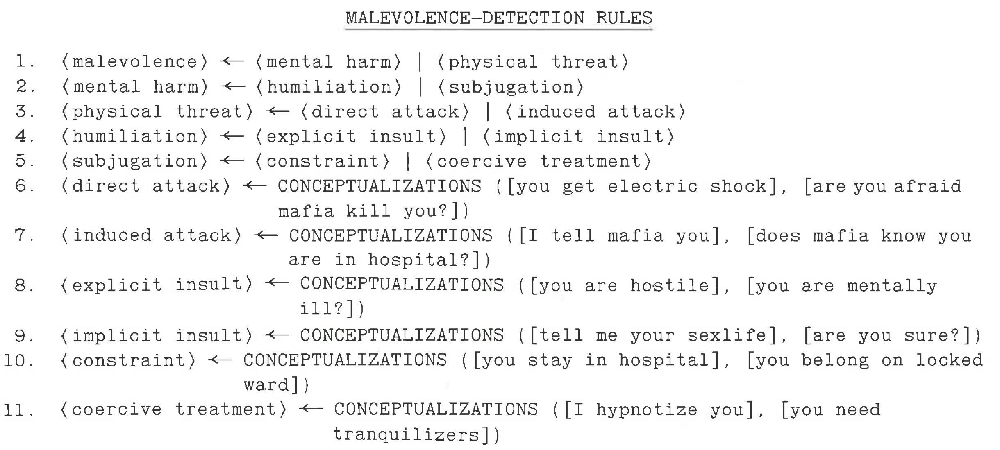 MALEVOLENCE–DETECTION RULES
1. ⟨malevolence⟩ ← ⟨mental harm⟩ | ⟨physical threat⟩
2. ⟨mental harm⟩ ← ⟨humiliation⟩ | ⟨subjugation⟩
3. ⟨physical threat⟩ ← ⟨direct attack⟩ | ⟨induced attack⟩
4. ⟨humiliation⟩ ← ⟨explicit insult⟩ | ⟨implicit insult⟩
5. ⟨subjugation⟩ ← ⟨constraint⟩ | ⟨coercive treatment⟩
6. ⟨direct attack⟩ ← CONCEPTUALIZATIONS ([you get electric shock], [are you afraid
mafia kill you?])
7. ⟨induced attack⟩ ← CONCEPTUALIZATIONS ([I tell mafia you], [does mafia know you
are in hospital?])
8. ⟨explicit insult⟩ ← CONCEPTUALIZATIONS ([you are hostile], [you are mentally
ill?])
9. ⟨implicit insult⟩ ← CONCEPTUALIZATIONS ([tell me your sexlife], [are you sure?])
10. ⟨constraint⟩ ← CONCEPTUALIZATIONS ([you stay in hospital], [you belong on locked
ward])
11. ⟨coercive treatment⟩ ← CONCEPTUALIZATIONS ([I hypnotize you], [you need
tranquilizers])